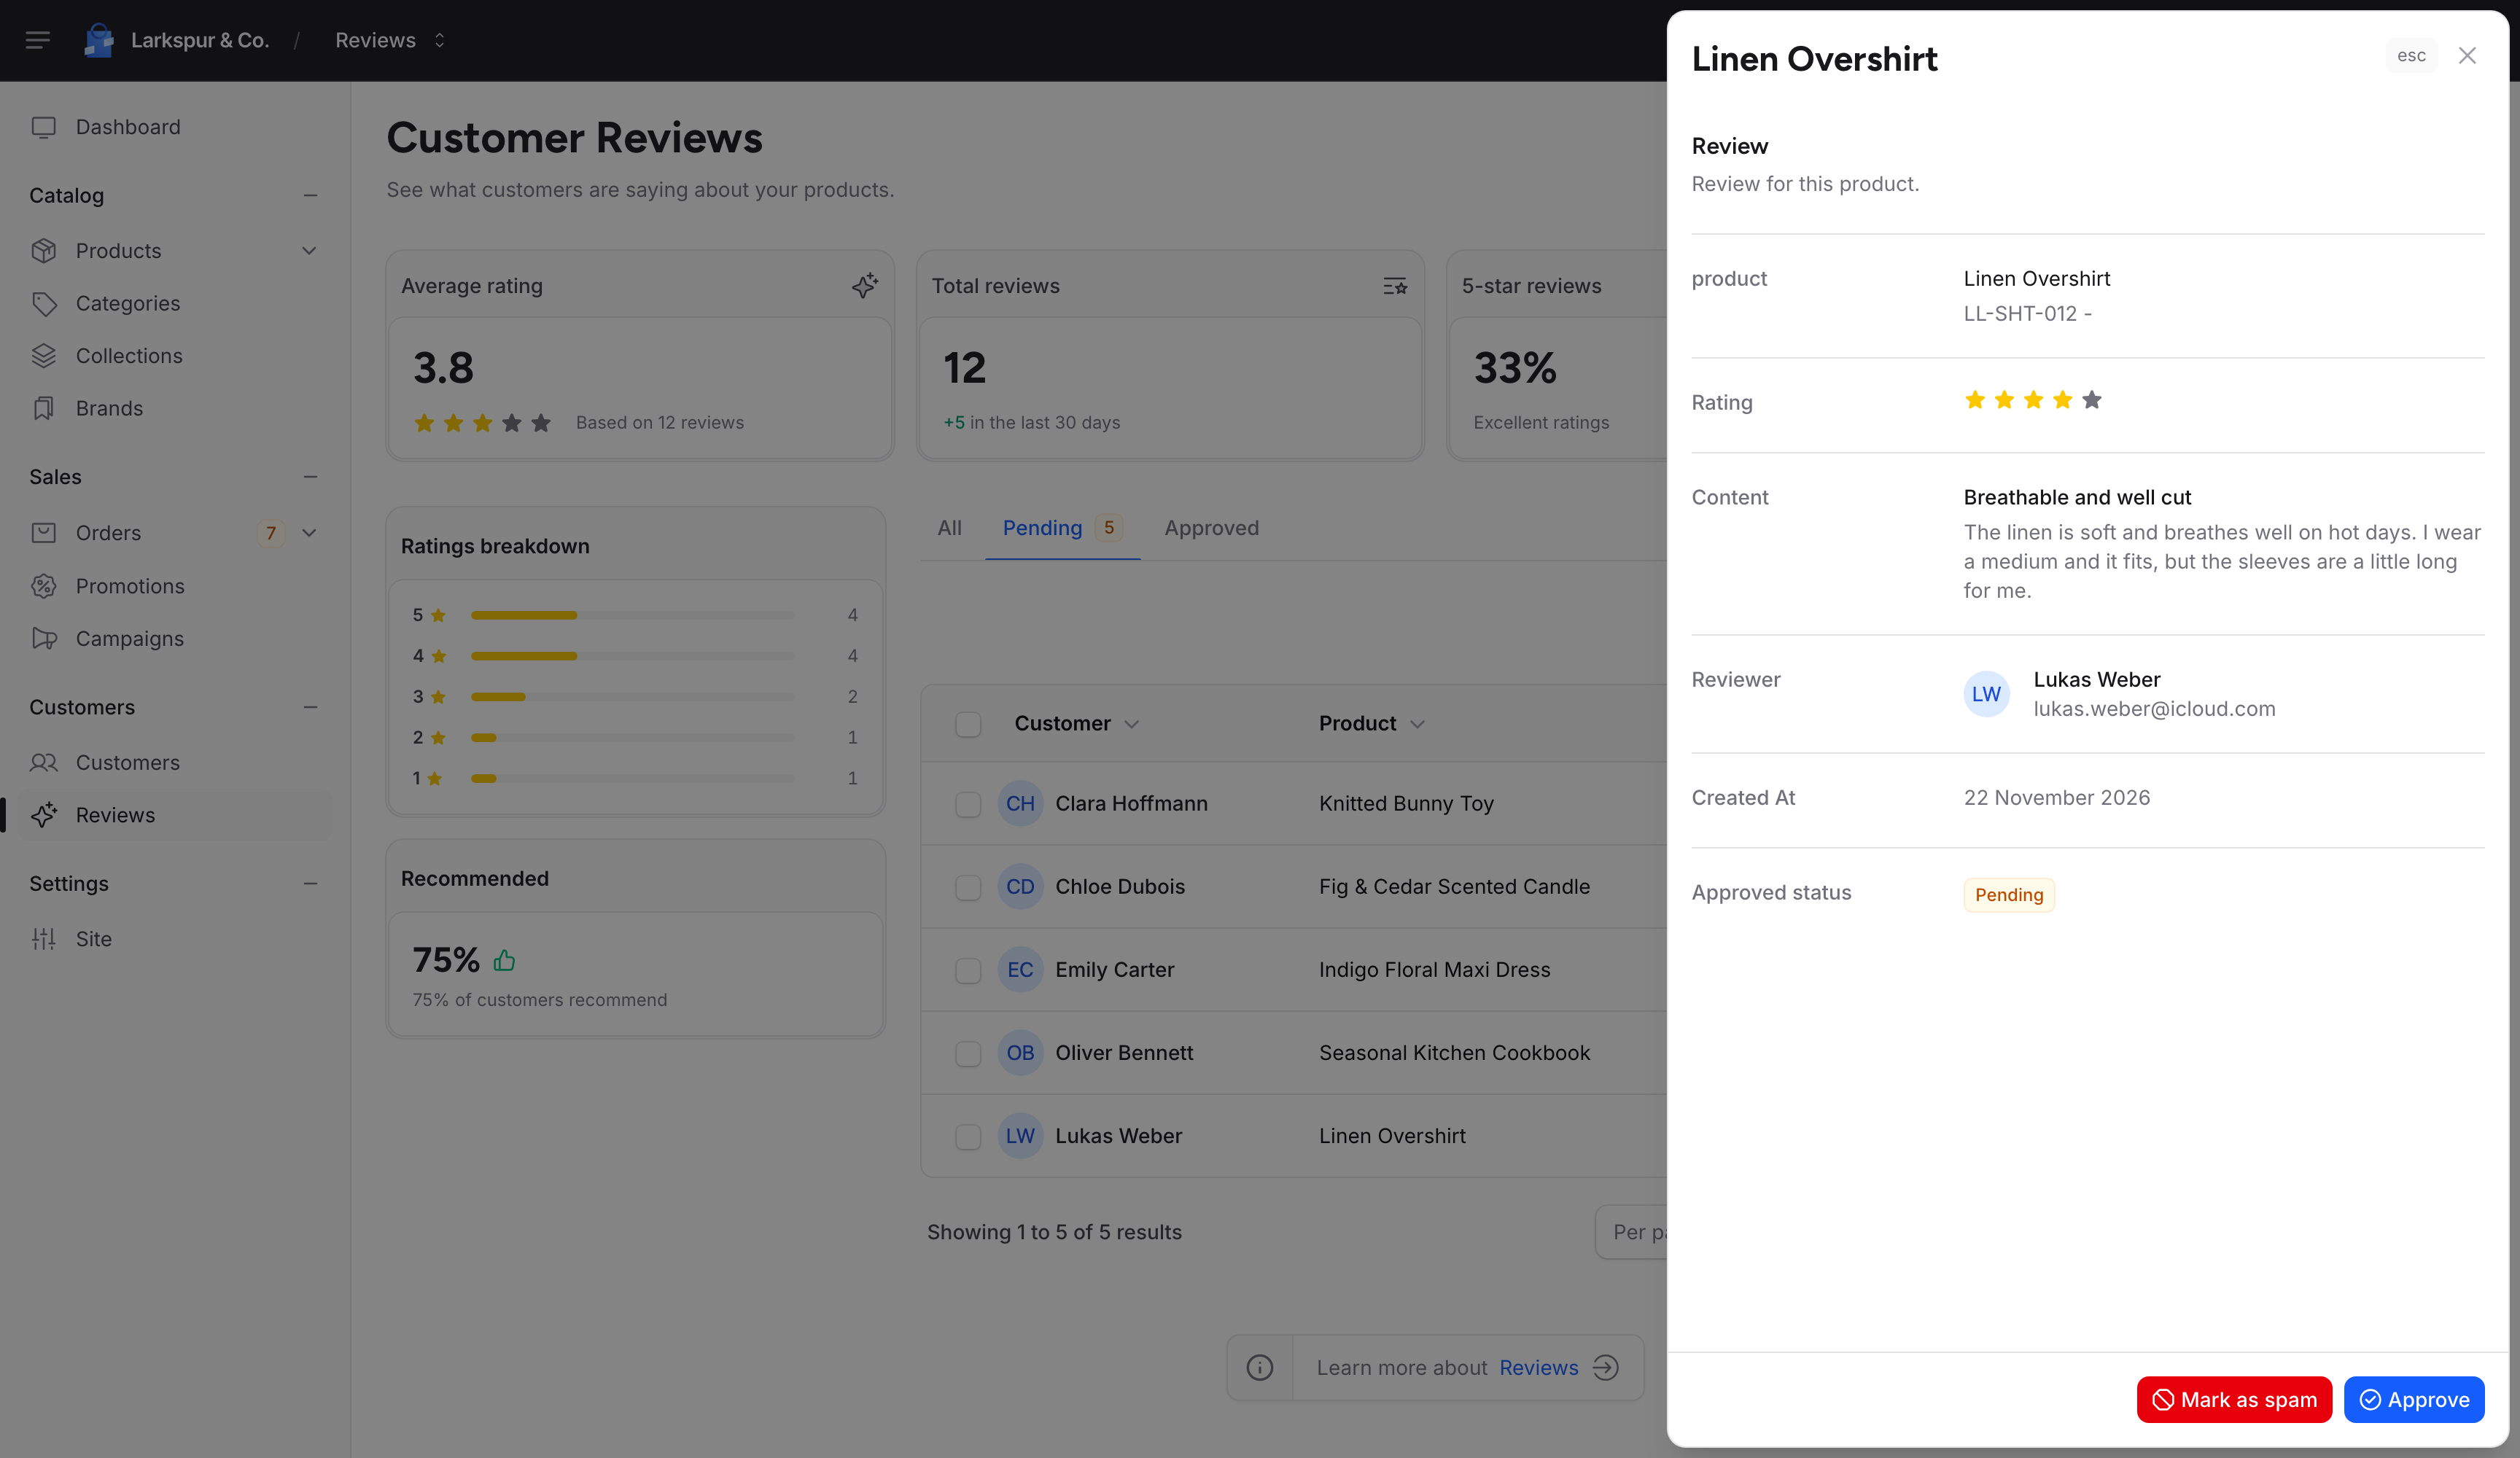 Larkspur & Co. / Reviews
Dashboard
Catalog
Products
Categories
Collections
Brands
Sales
Orders 7
Promotions
Campaigns
Customers
Customers
Reviews
Settings
Site
Customer Reviews
See what customers are saying about your products.
Average rating
3.8
Based on 12 reviews
Total reviews
12
+5 in the last 30 days
5-star reviews
33%
Excellent ratings
Ratings breakdown
5 4
4 4
3 2
2 1
1 1
Recommended
75%
75% of customers recommend
All Pending 5 Approved
Customer Product
CH Clara Hoffmann Knitted Bunny Toy
CD Chloe Dubois Fig & Cedar Scented Candle
EC Emily Carter Indigo Floral Maxi Dress
OB Oliver Bennett Seasonal Kitchen Cookbook
LW Lukas Weber Linen Overshirt
Showing 1 to 5 of 5 results
Per
Learn more about Reviews
Linen Overshirt
esc
Review
Review for this product.
product
Linen Overshirt
LL-SHT-012 -
Rating
Content
Breathable and well cut
The linen is soft and breathes well on hot days. I wear
a medium and it fits, but the sleeves are a little long
for me.
Reviewer
LW
Lukas Weber
lukas.weber@icloud.com
Created At
22 November 2026
Approved status
Pending
Mark as spam
Approve